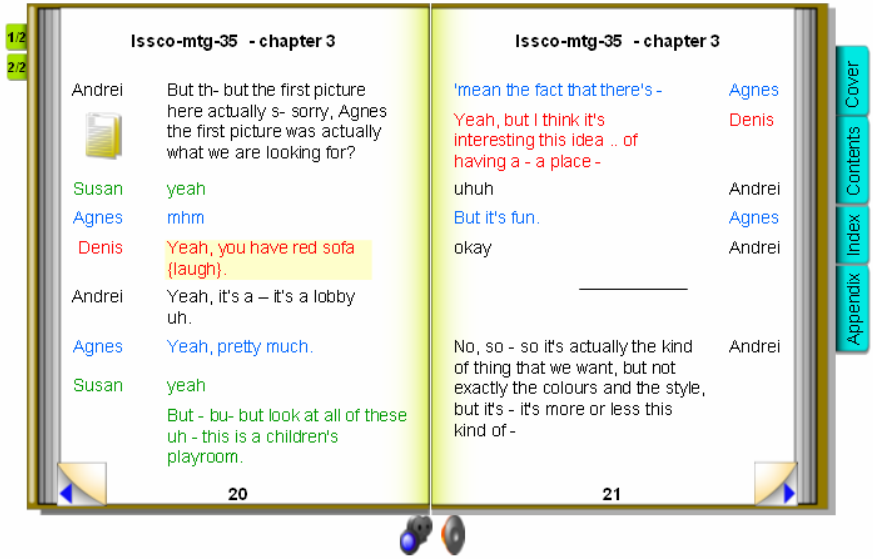 1/2
2/2
Issco-mtg-35 - chapter 3
Andrei But th- but the first picture
here actually s- sorry, Agnes
the first picture was actually
what we are looking for?
Susan yeah
Agnes mhm
Denis Yeah, you have red sofa
{laugh}.
Andrei Yeah, it's a – it's a lobby
uh.
Agnes Yeah, pretty much.
Susan yeah
But - bu- but look at all of these
uh - this is a children's
playroom.
20
Issco-mtg-35 - chapter 3
'mean the fact that there's - Agnes
Yeah, but I think it's Denis
interesting this idea .. of
having a - a place -
uhuh Andrei
But it's fun. Agnes
okay Andrei
No, so - so it's actually the kind Andrei
of thing that we want, but not
exactly the colours and the style,
but it's - it's more or less this
kind of -
21
Cover
Contents
Index
Appendix